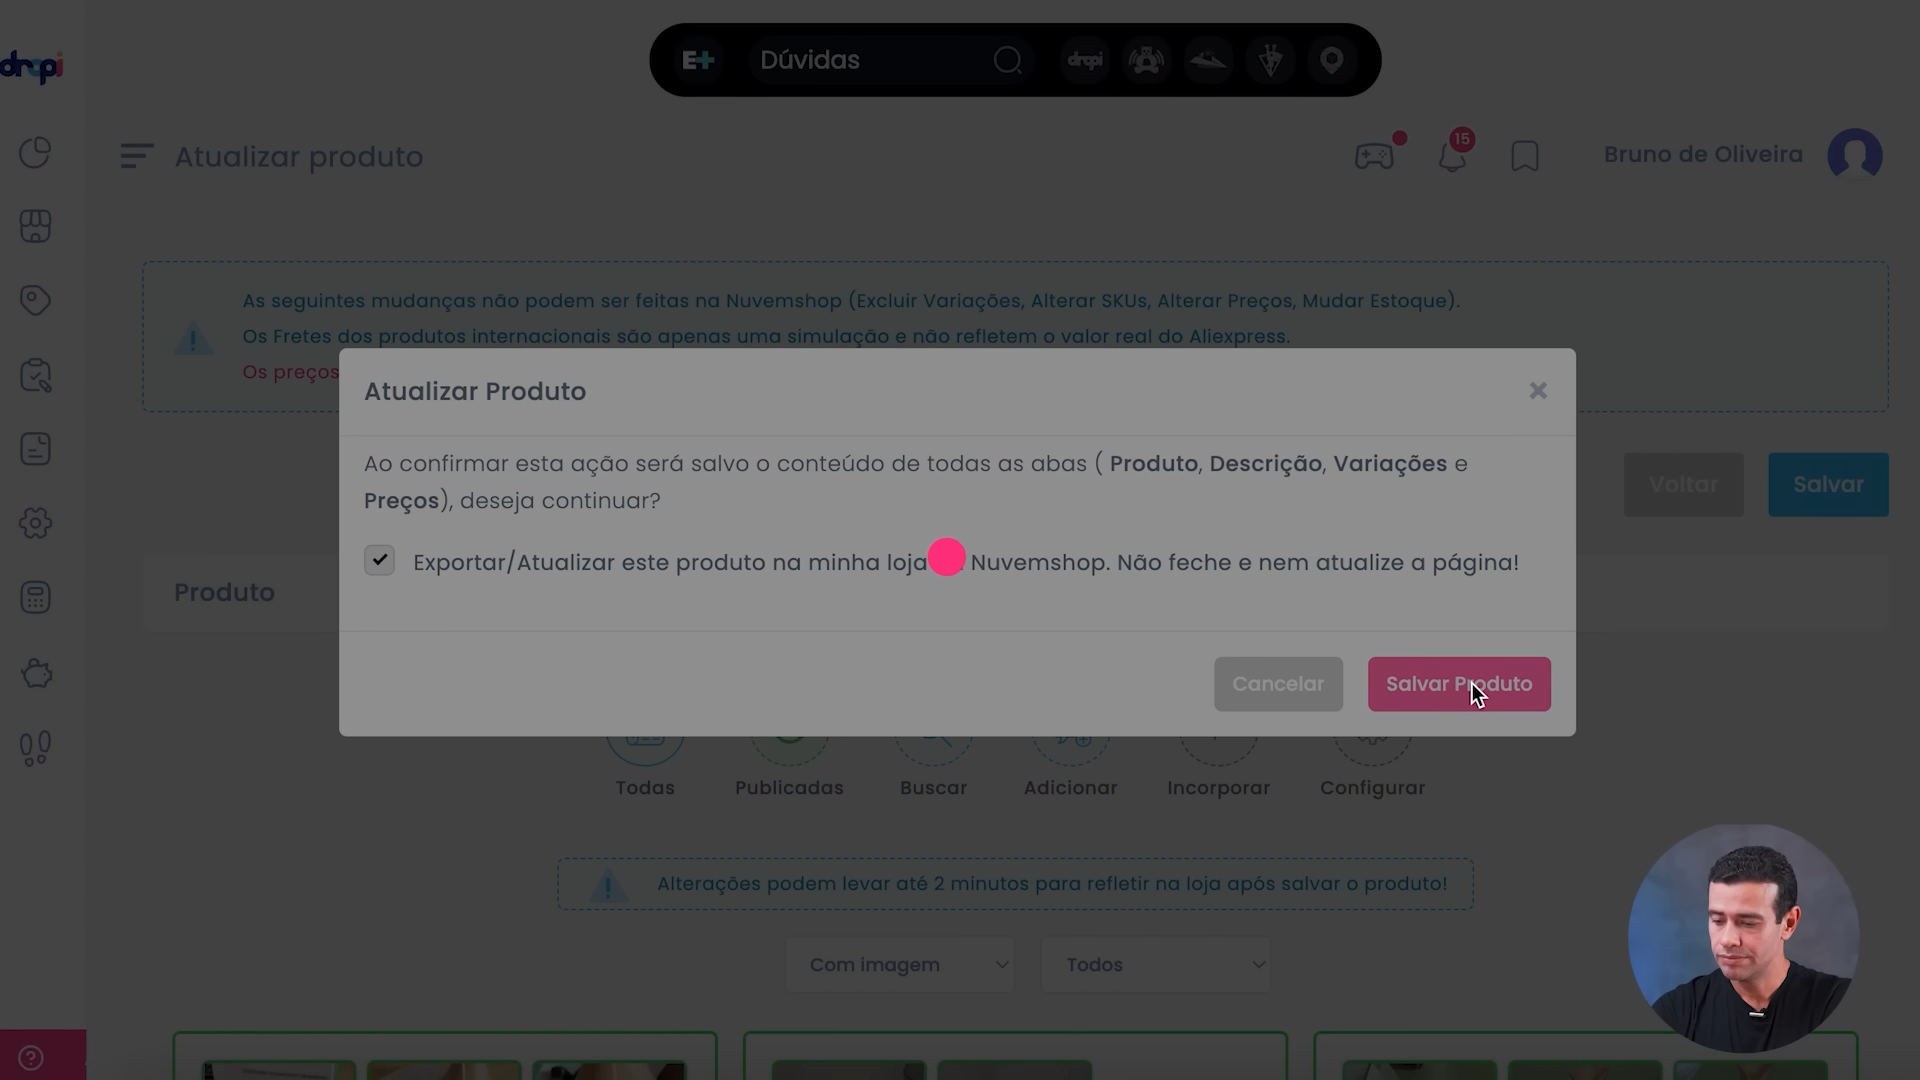 dropi
E+
Dúvidas
dropi
Atualizar produto
15
Bruno de Oliveira
As seguintes mudanças não podem ser feitas na Nuvemshop (Excluir Variações, Alterar SKUs, Alterar Preços, Mudar Estoque).
Os Fretes dos produtos internacionais são apenas uma simulação e não refletem o valor real do Aliexpress.
Os preços
Atualizar Produto
Ao confirmar esta ação será salvo o conteúdo de todas as abas ( Produto, Descrição, Variações e
Preços), deseja continuar?
Voltar
Salvar
Exportar/Atualizar este produto na minha loja Nuvemshop. Não feche e nem atualize a página!
Produto
Cancelar
Salvar Produto
Todas
Publicadas
Buscar
Adicionar
Incorporar
Configurar
Alterações podem levar até 2 minutos para refletir na loja após salvar o produto!
Com imagem
Todos